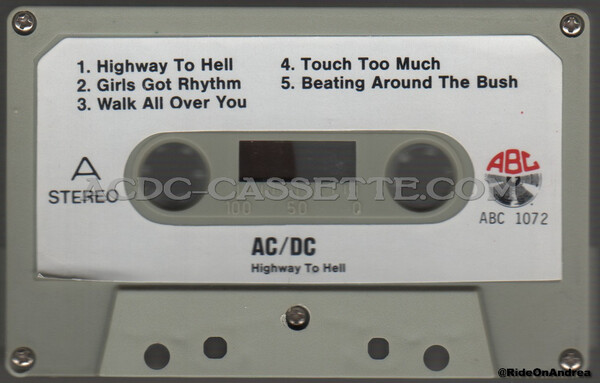 1. Highway To Hell
2. Girls Got Rhythm
3. Walk All Over You
4. Touch Too Much
5. Beating Around The Bush
A
STEREO
ABC
ABC 1072
ACDC-CASSETTE.COM
100 50 0
AC/DC
Highway To Hell
@RideOnAndrea